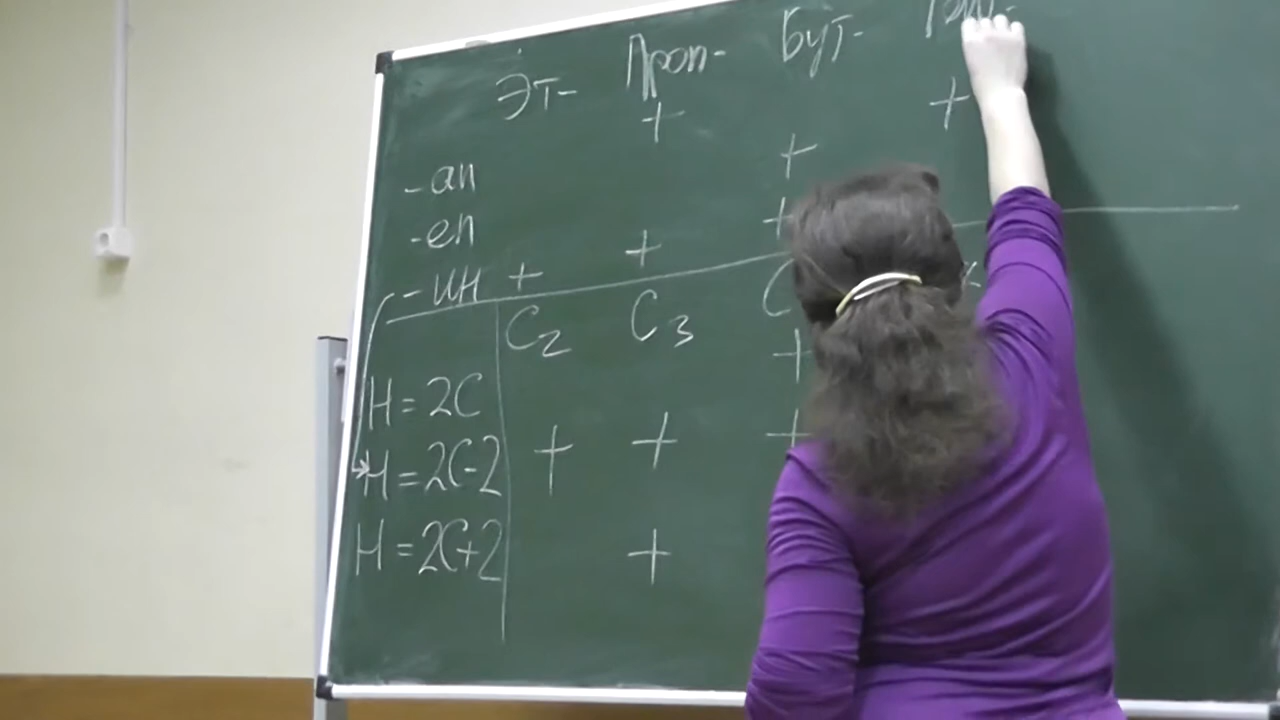 Эт- Проп- Бут-
+ +
-ан +
-ен +
-ин + +
C₂ C₃ C
H = 2C +
H = 2C-2 + + +
H = 2C+2 +